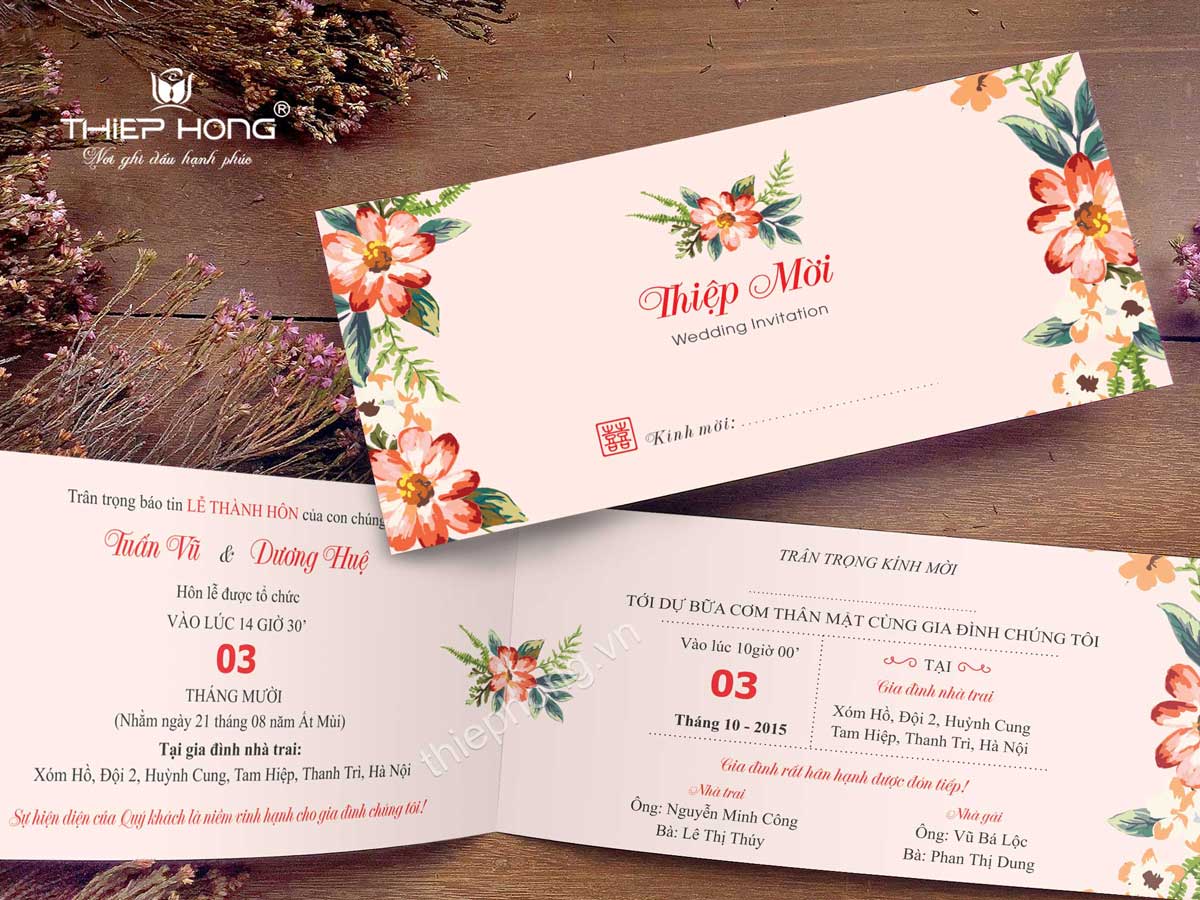 THIEP HONG®
Nơi ghi dấu hạnh phúc
Thiệp Mời
Wedding Invitation
囍
Kính mời:
Trân trọng báo tin LỄ THÀNH HÔN của con chúng
Tuấn Vũ & Dương Huệ
Hôn lễ được tổ chức
VÀO LÚC 14 GIỜ 30’
03
THÁNG MƯỜI
(Nhằm ngày 21 tháng 08 năm Ất Mùi)
Tại gia đình nhà trai:
Xóm Hồ, Đội 2, Huỳnh Cung, Tam Hiệp, Thanh Trì, Hà Nội
Sự hiện diện của Quý khách là niềm vinh hạnh cho gia đình chúng tôi!
thiephong.vn
TRÂN TRỌNG KÍNH MỜI
TỚI DỰ BỮA CƠM THÂN MẬT CÙNG GIA ĐÌNH CHÚNG TÔI
Vào lúc 10giờ 00’
03
Tháng 10 - 2015
TẠI
Gia đình nhà trai
Xóm Hồ, Đội 2, Huỳnh Cung
Tam Hiệp, Thanh Trì, Hà Nội
Gia đình rất hân hạnh được đón tiếp!
Nhà trai
Ông: Nguyễn Minh Công
Bà: Lê Thị Thúy
Nhà gái
Ông: Vũ Bá Lộc
Bà: Phan Thị Dung